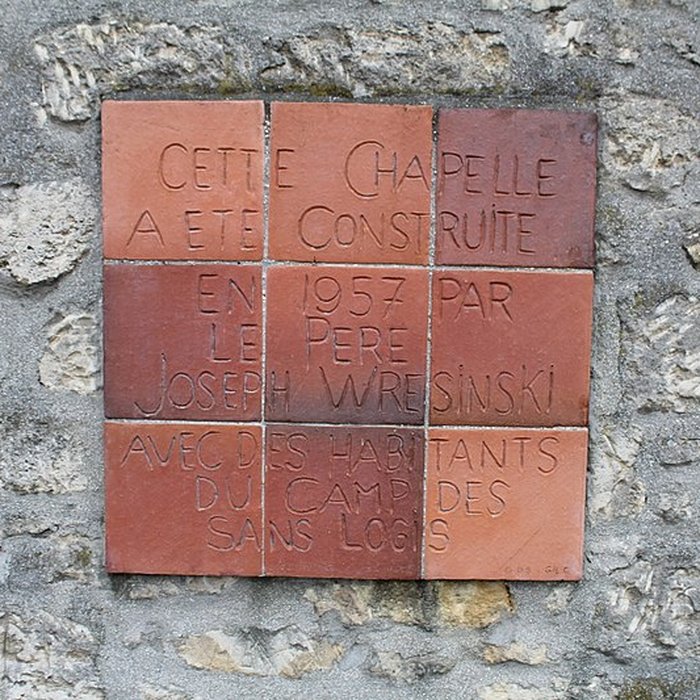 CETTE CHAPELLE
A ETE CONSTRUITE
EN 1957 PAR
LE PERE
JOSEPH WRESINSKI
AVEC DES HABITANTS
DU CAMP DES
SANS LOGIS